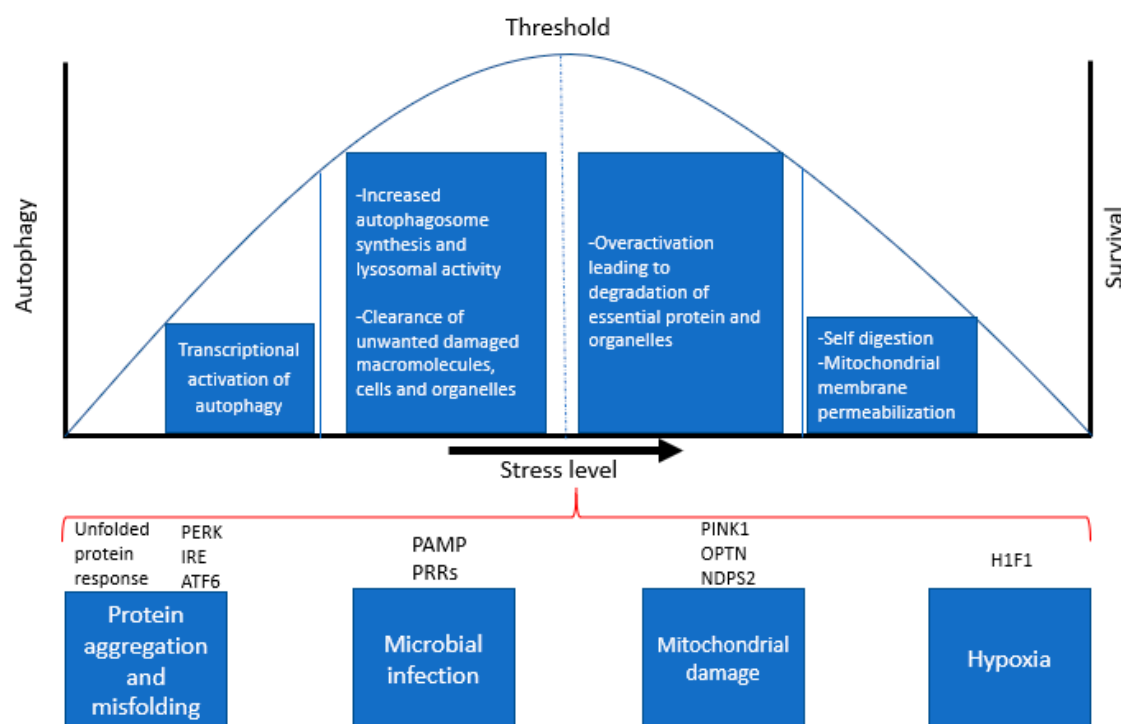 Threshold
Autophagy
Survival
Transcriptional
activation of
autophagy
-Increased
autophagosome
synthesis and
lysosomal activity
-Clearance of
unwanted damaged
macromolecules,
cells and organelles
-Overactivation
leading to
degradation of
essential protein and
organelles
-Self digestion
-Mitochondrial
membrane
permeabilization
Stress level
Unfolded
protein
response
PERK
IRE
ATF6
PAMP
PRRs
PINK1
OPTN
NDPS2
H1F1
Protein
aggregation
and
misfolding
Microbial
infection
Mitochondrial
damage
Hypoxia